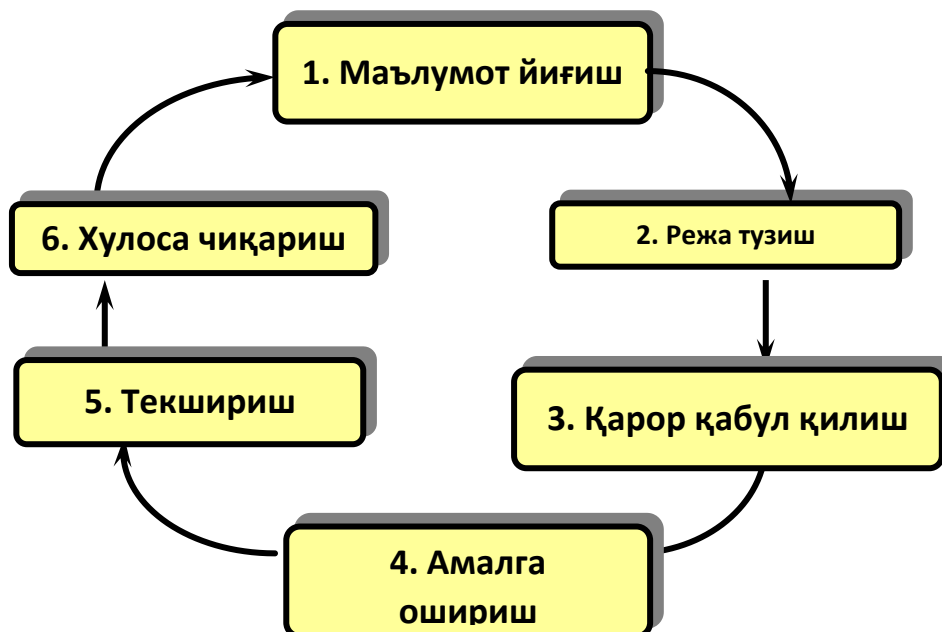 1. Маълумот йиғиш
2. Режа тузиш
3. Қарор қабул қилиш
4. Амалга
ошириш
5. Текшириш
6. Хулоса чиқариш